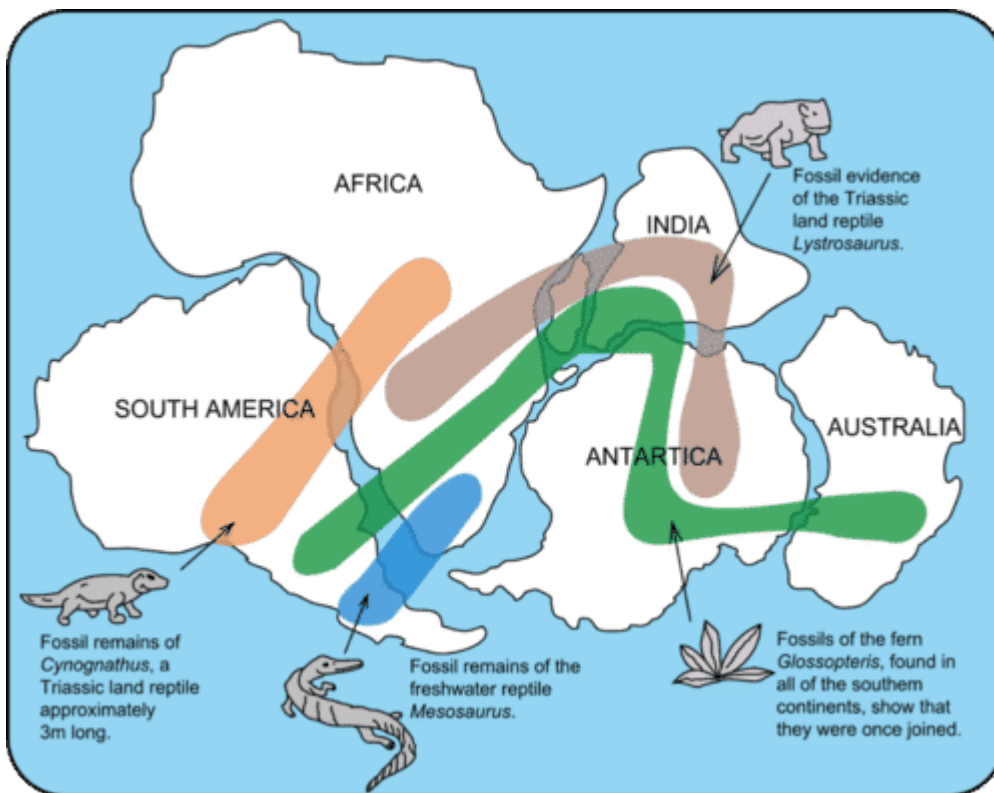 AFRICA
INDIA
Fossil evidence
of the Triassic
land reptile
Lystrosaurus.
SOUTH AMERICA
ANTARTICA
AUSTRALIA
Fossil remains of
Cynognathus, a
Triassic land reptile
approximately
3m long.
Fossil remains of the
freshwater reptile
Mesosaurus.
Fossils of the fern
Glossopteris, found in
all of the southern
continents, show that
they were once joined.